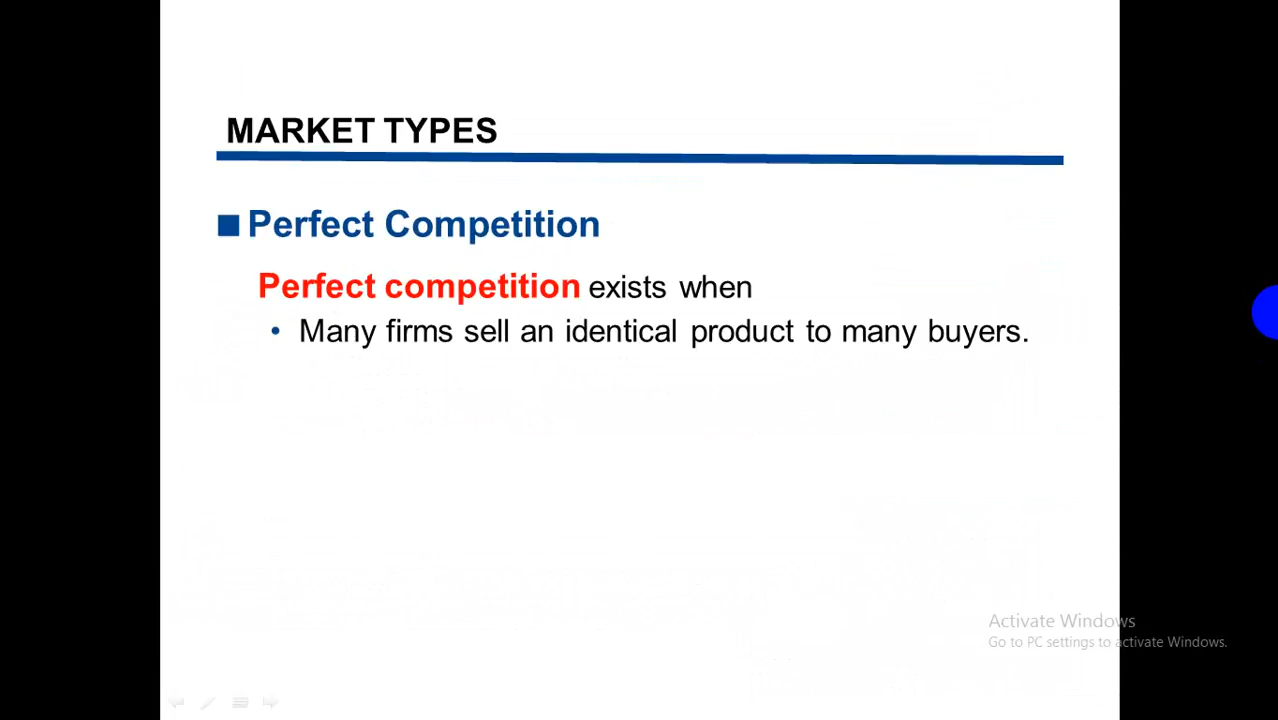 MARKET TYPES
Perfect Competition
Perfect competition exists when
• Many firms sell an identical product to many buyers.
Activate Windows
Go to PC settings to activate Windows.